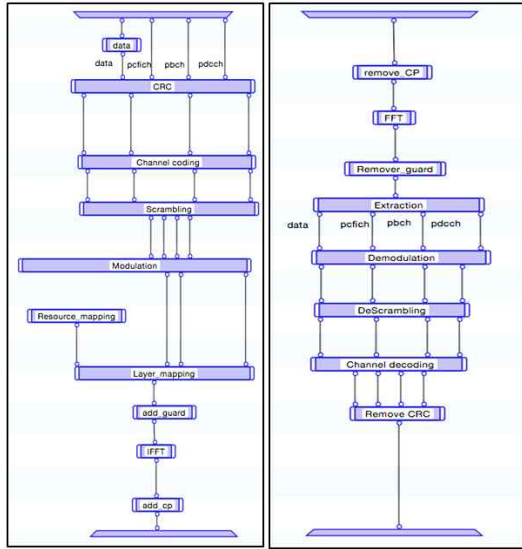 data
data pcfich pbch pdcch
CRC
Channel coding
Scrambling
Modulation
Resource_mapping
Layer_mapping
add_guard
IFFT
add_cp
remove_CP
FFT
Remover_guard
Extraction
data pcfich pbch pdcch
Demodulation
DeScrambling
Channel decoding
Remove CRC